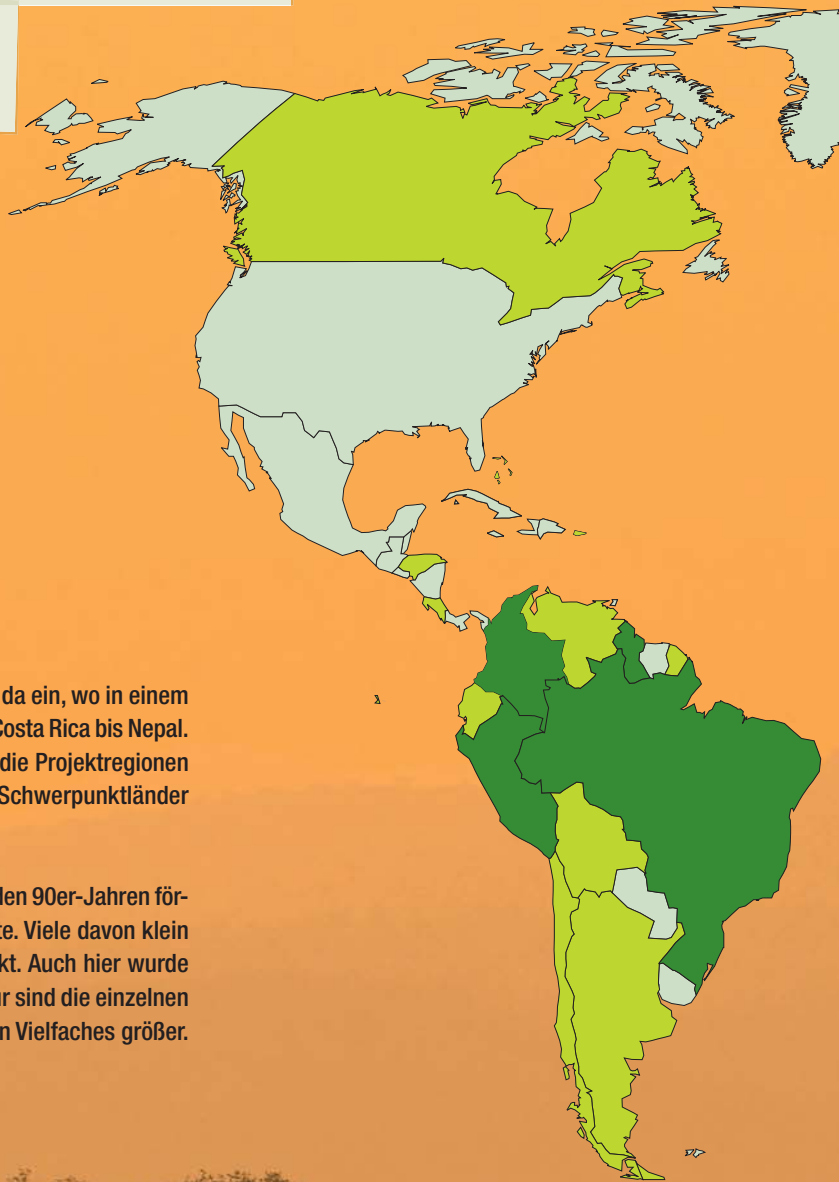 da ein, wo in einem
Costa Rica bis Nepal.
die Projektregionen
Schwerpunktländer
den 90er-Jahren för-
te. Viele davon klein
kt. Auch hier wurde
ur sind die einzelnen
n Vielfaches größer.